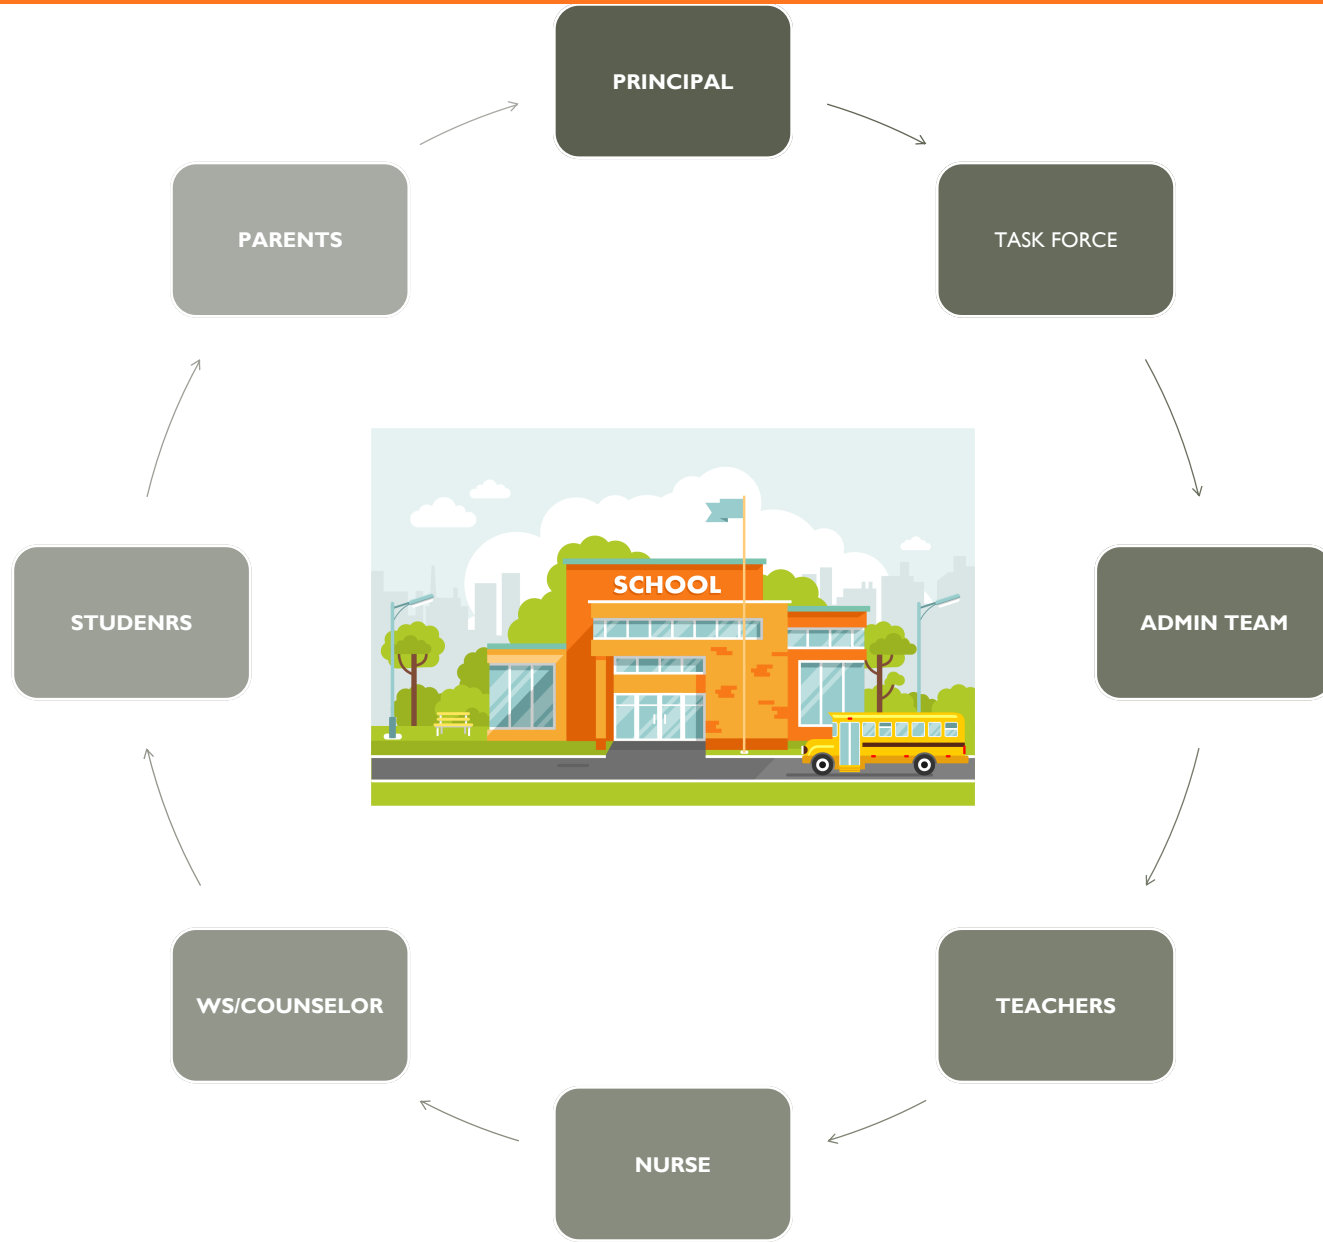 PRINCIPAL
TASK FORCE
ADMIN TEAM
TEACHERS
NURSE
WS/COUNSELOR
STUDENRS
PARENTS
SCHOOL